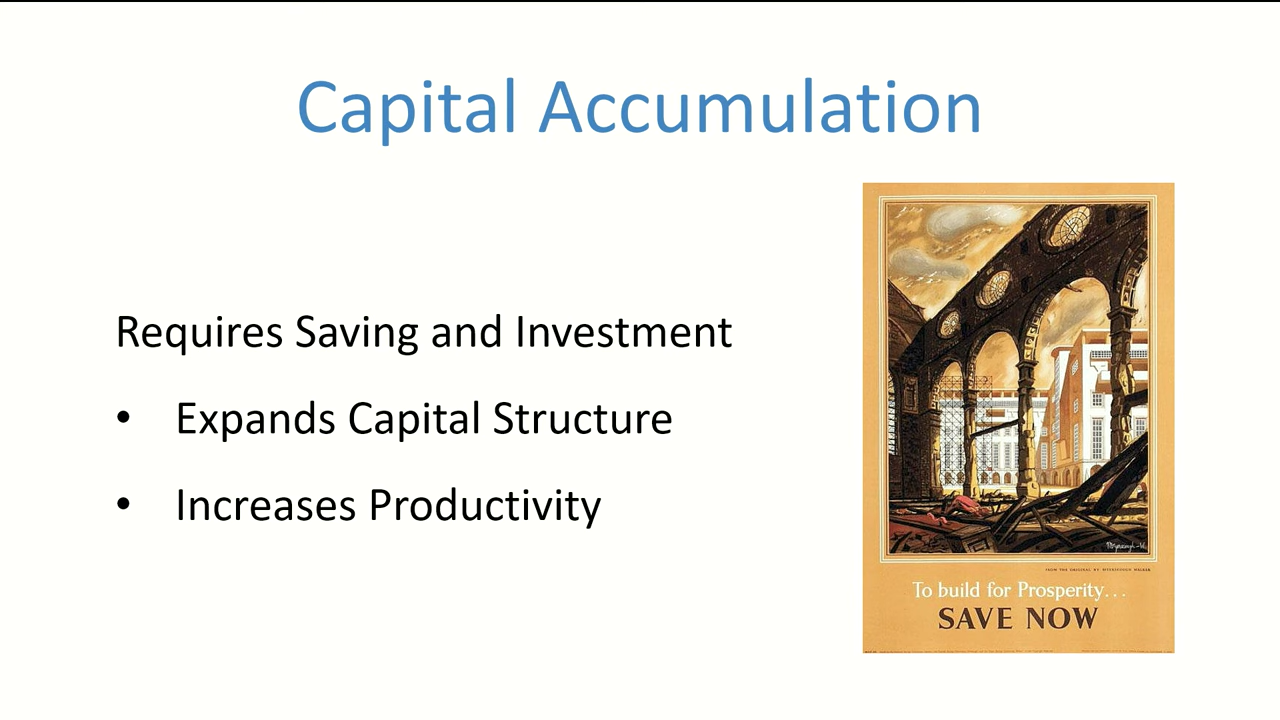 Capital Accumulation
Requires Saving and Investment
• Expands Capital Structure
• Increases Productivity
To build for Prosperity...
SAVE NOW